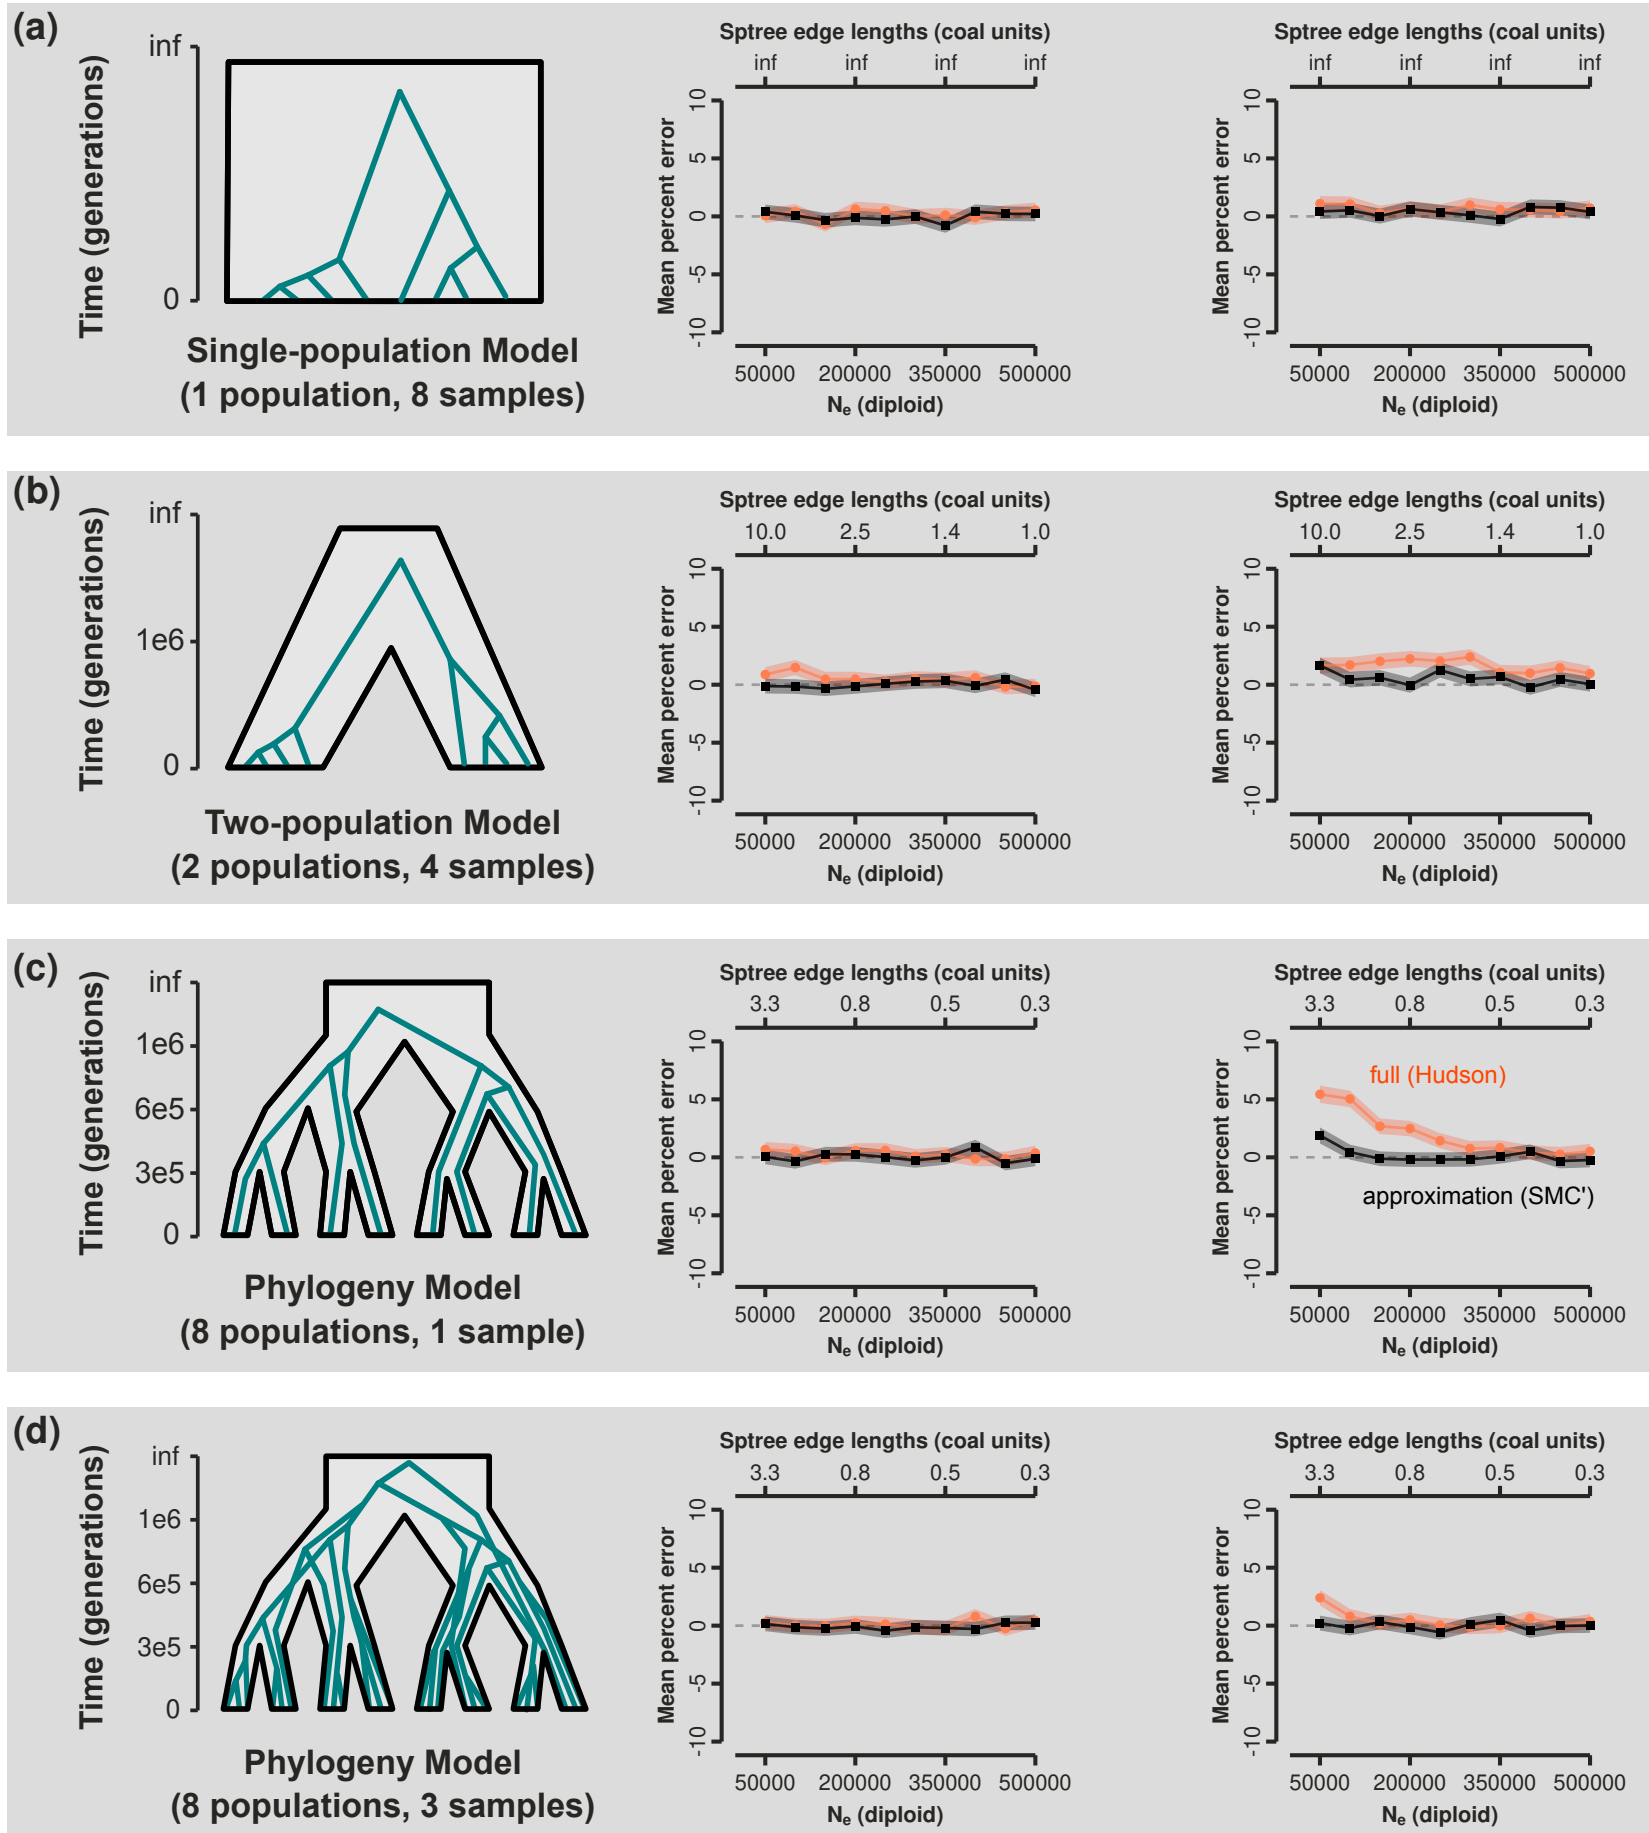 (a)
Time (generations)
inf
0
Single-population Model
(1 population, 8 samples)
Sptree edge lengths (coal units)
inf inf inf inf
Mean percent error
10
5
0
-5
-10
50000 200000 350000 500000
Ne (diploid)
Sptree edge lengths (coal units)
inf inf inf inf
Mean percent error
10
5
0
-5
-10
50000 200000 350000 500000
Ne (diploid)
(b)
Time (generations)
inf
1e6
0
Two-population Model
(2 populations, 4 samples)
Sptree edge lengths (coal units)
10.0 2.5 1.4 1.0
Mean percent error
10
5
0
-5
-10
50000 200000 350000 500000
Ne (diploid)
Sptree edge lengths (coal units)
10.0 2.5 1.4 1.0
Mean percent error
10
5
0
-5
-10
50000 200000 350000 500000
Ne (diploid)
(c)
Time (generations)
inf
1e6
6e5
3e5
0
Phylogeny Model
(8 populations, 1 sample)
Sptree edge lengths (coal units)
3.3 0.8 0.5 0.3
Mean percent error
10
5
0
-5
-10
50000 200000 350000 500000
Ne (diploid)
Sptree edge lengths (coal units)
3.3 0.8 0.5 0.3
Mean percent error
10
5
0
-5
-10
full (Hudson)
approximation (SMC')
50000 200000 350000 500000
Ne (diploid)
(d)
Time (generations)
inf
1e6
6e5
3e5
0
Phylogeny Model
(8 populations, 3 samples)
Sptree edge lengths (coal units)
3.3 0.8 0.5 0.3
Mean percent error
10
5
0
-5
-10
50000 200000 350000 500000
Ne (diploid)
Sptree edge lengths (coal units)
3.3 0.8 0.5 0.3
Mean percent error
10
5
0
-5
-10
50000 200000 350000 500000
Ne (diploid)